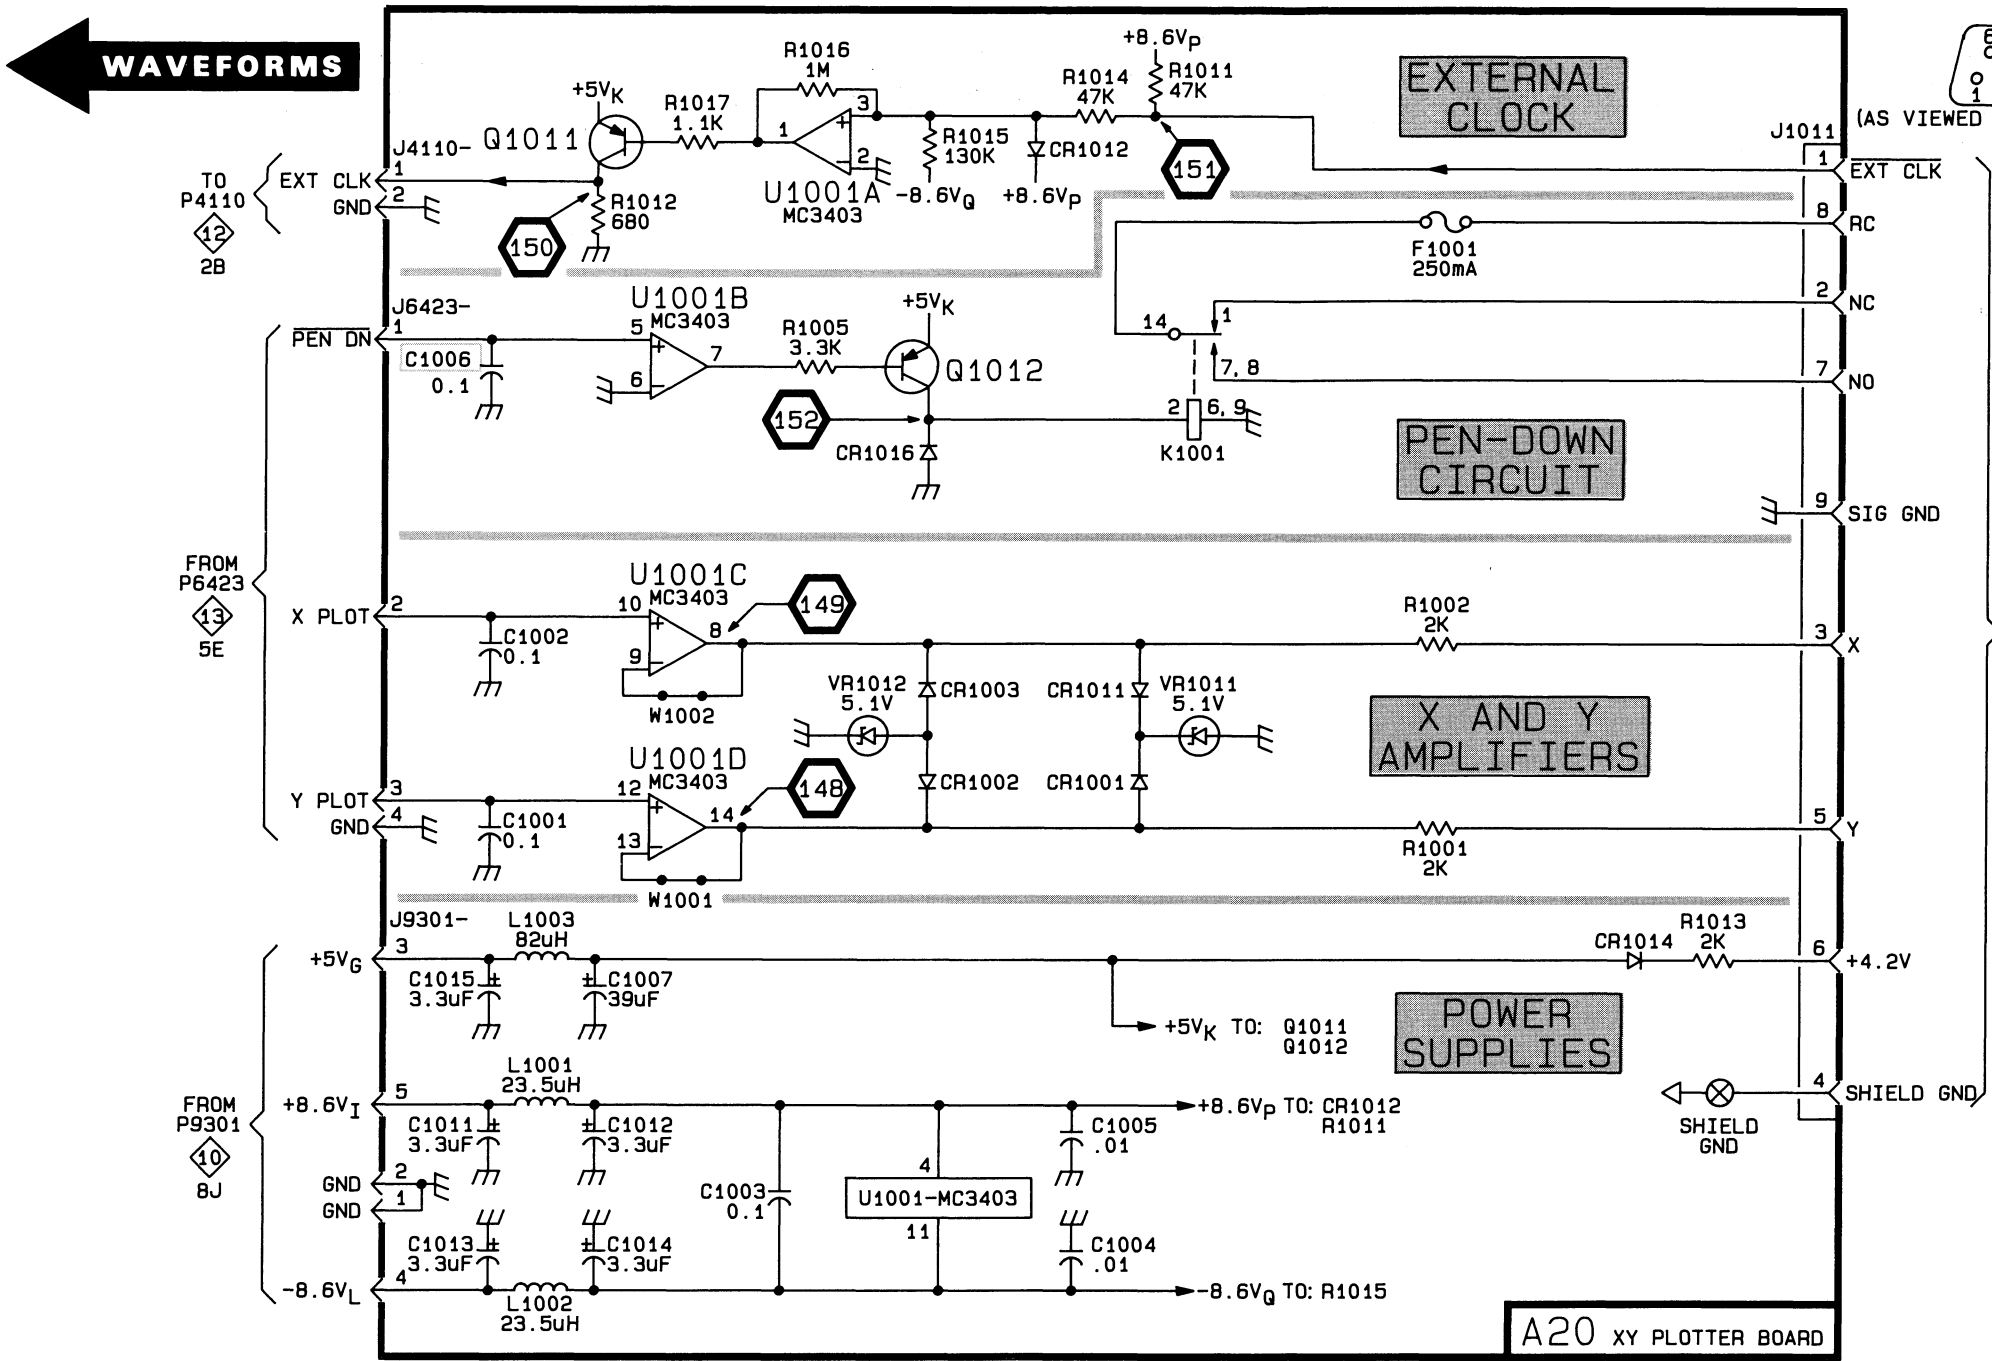 WAVEFORMS
EXTERNAL
CLOCK
+5VK
R1016
1M
R1017
1.1K
Q1011
3
1
2
U1001A
MC3403
R1015
130K
-8.6VQ
CR1012
+8.6VP
R1014
47K
+8.6VP
R1011
47K
151
J1011
(AS VIEWED
1
1
EXT CLK
TO
P4110
12
2B
J4110-
EXT CLK
1
GND
2
R1012
680
150
8
RC
F1001
250mA
2
NC
14
1
7, 8
7
NO
J6423-
PEN DN
1
C1006
0.1
U1001B
MC3403
5
6
7
R1005
3.3K
+5VK
Q1012
152
CR1016
2
6, 9
K1001
PEN-DOWN
CIRCUIT
9
SIG GND
FROM
P6423
13
5E
X PLOT
2
C1002
0.1
U1001C
MC3403
10
9
8
149
W1002
R1002
2K
3
X
VR1012
5.1V
CR1003
CR1011
VR1011
5.1V
X AND Y
AMPLIFIERS
CR1002
CR1001
U1001D
MC3403
12
13
14
148
W1001
Y PLOT
3
GND
4
C1001
0.1
R1001
2K
5
Y
J9301-
+5VG
3
L1003
82uH
C1015
3.3uF
+
+
C1007
39uF
CR1014
R1013
2K
6
+4.2V
+5VK TO: Q1011
Q1012
POWER
SUPPLIES
FROM
P9301
10
8J
+8.6VI
5
L1001
23.5uH
C1011
3.3uF
+
+
C1012
3.3uF
C1005
.01
+8.6VP TO: CR1012
R1011
4
SHIELD GND
SHIELD
GND
GND
2
GND
1
C1003
0.1
4
U1001-MC3403
11
C1013
3.3uF
+
+
C1014
3.3uF
C1004
.01
-8.6VL
4
L1002
23.5uH
-8.6VQ TO: R1015
A20 XY PLOTTER BOARD